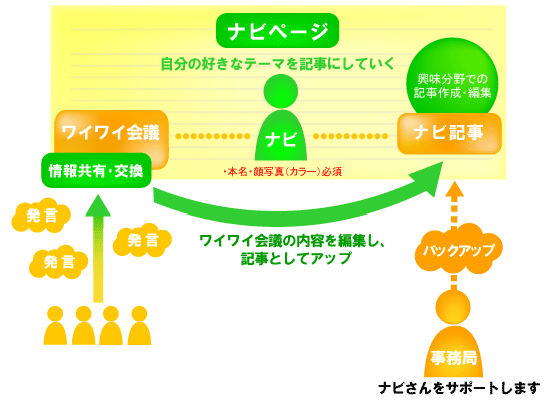 ナビページ
自分の好きなテーマを記事にしていく
興味分野での
記事作成・編集
ワイワイ会議
ナビ
ナビ記事
情報共有・交換
・本名・顔写真（カラー）必須
発言
発言
発言
ワイワイ会議の内容を編集し、
記事としてアップ
バックアップ
事務局
ナビさんをサポートします